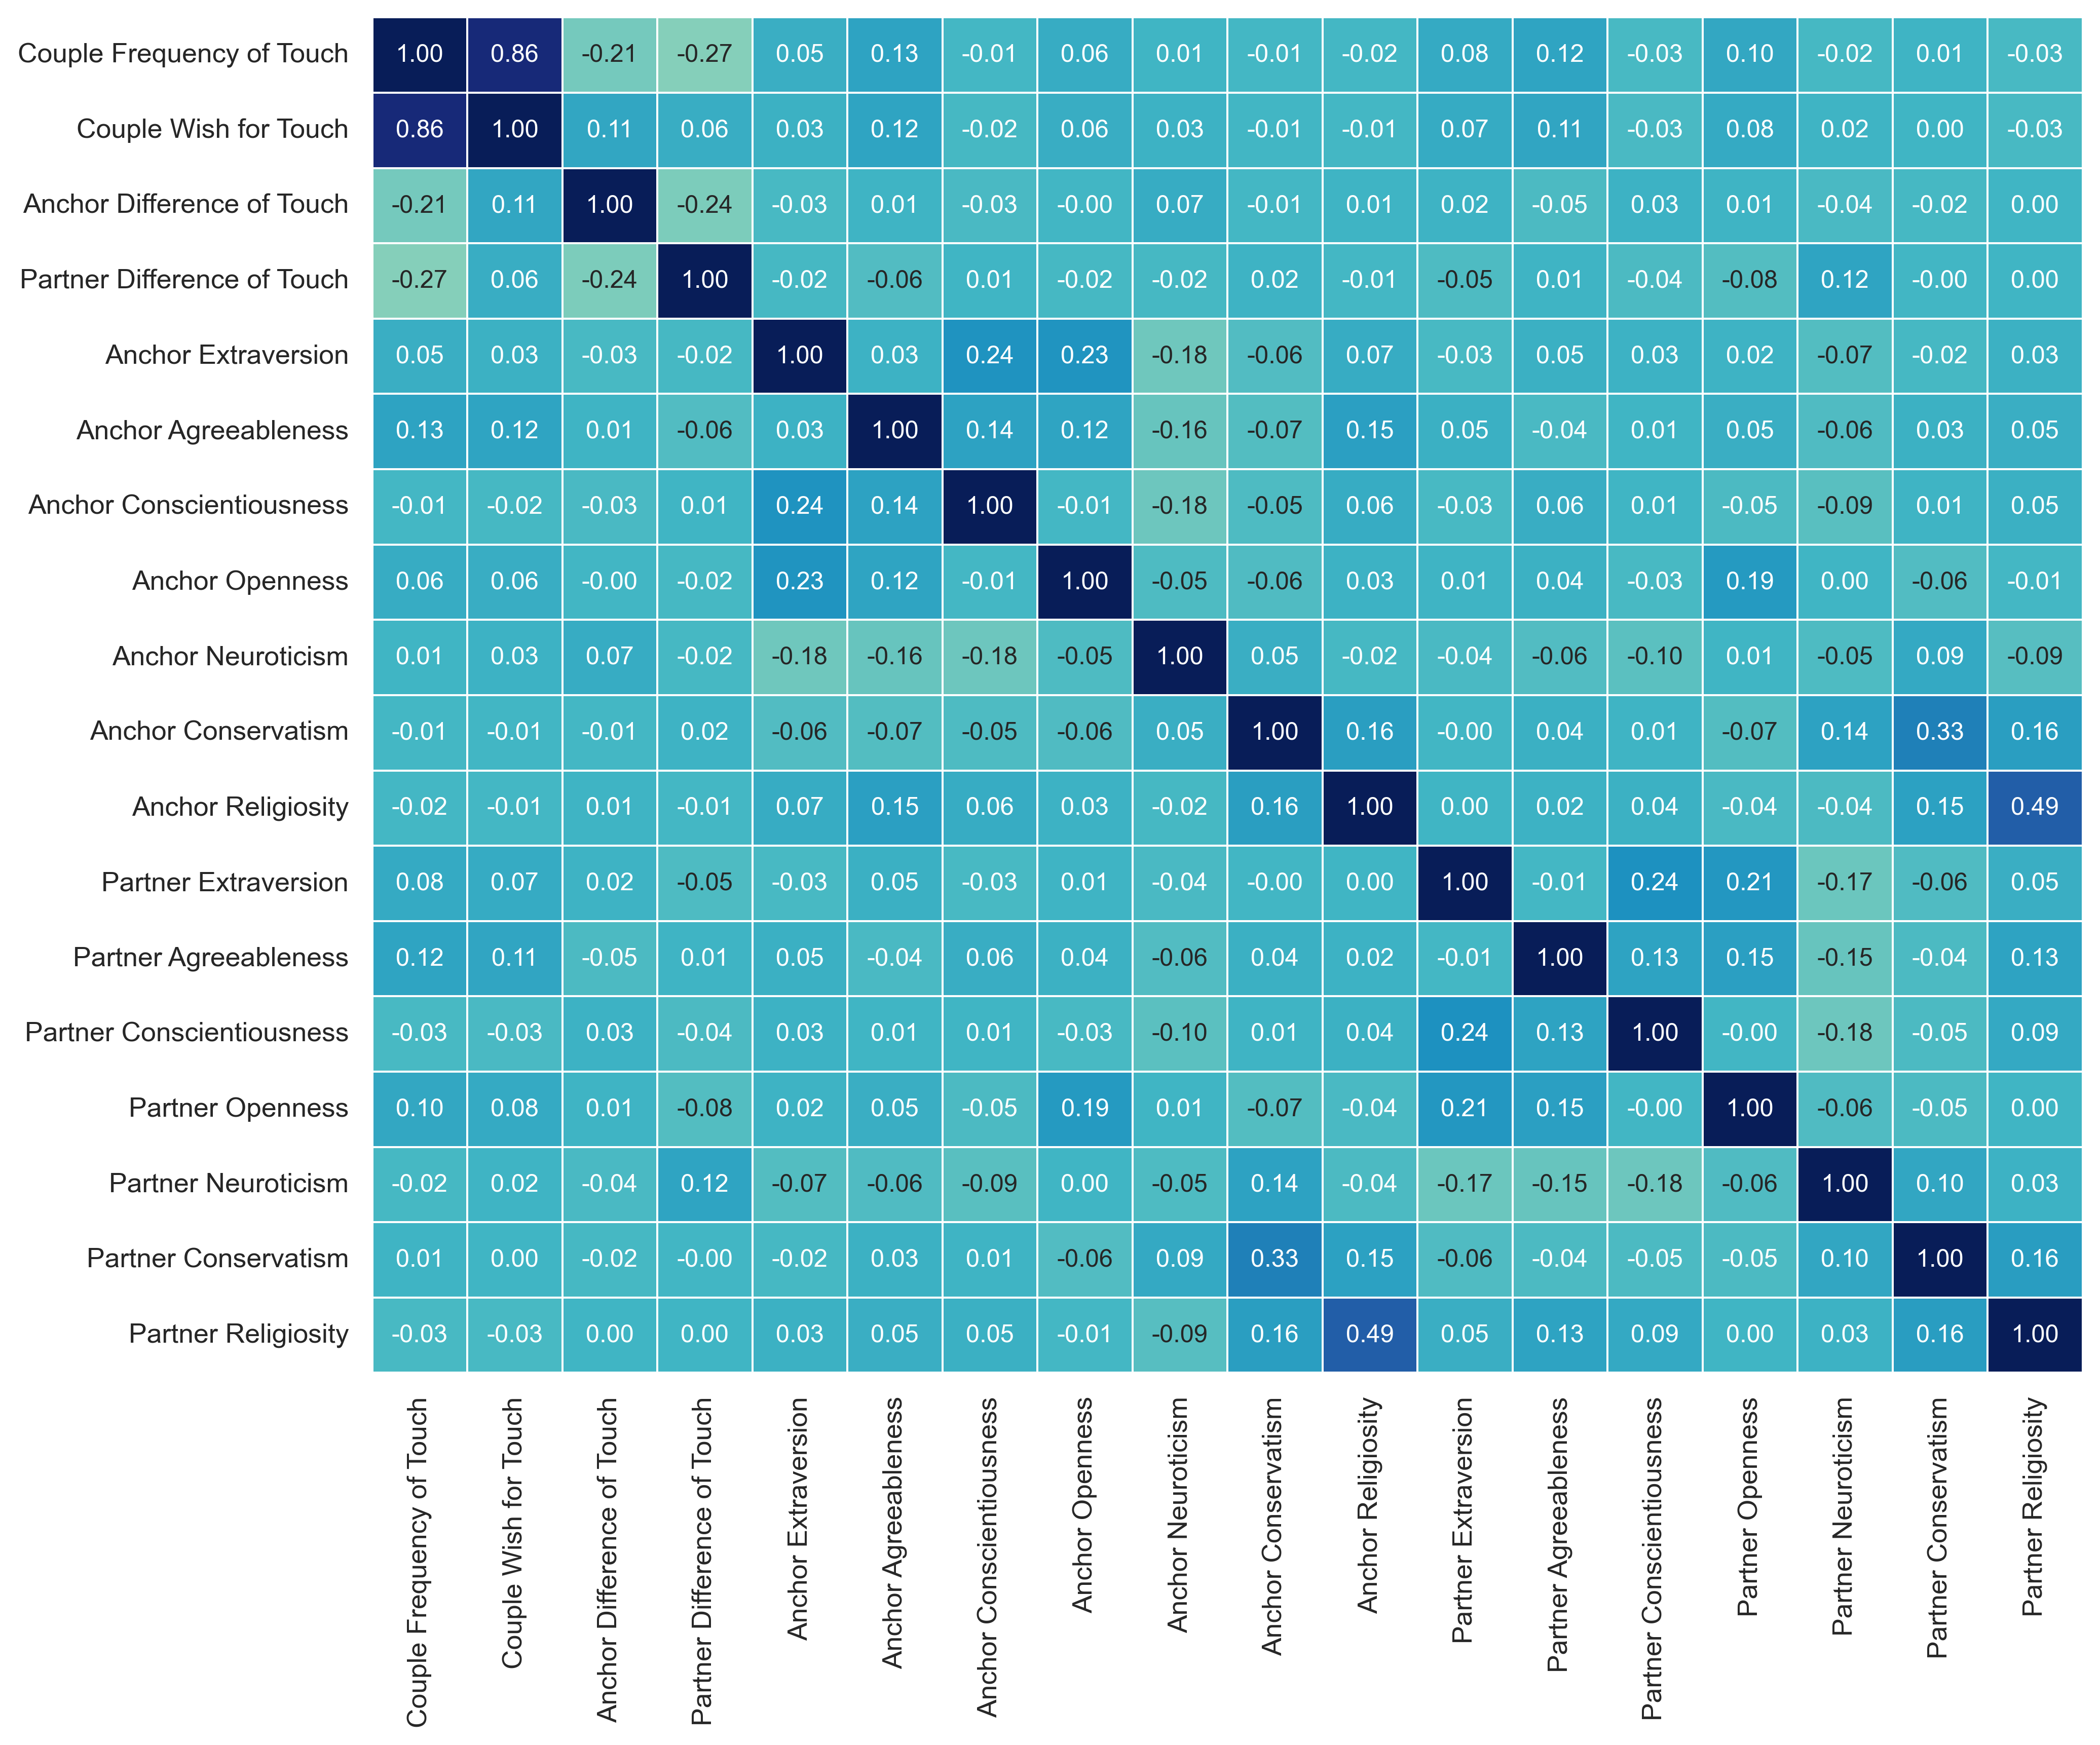 Couple Frequency of Touch 1.00 0.86 -0.21 -0.27 0.05 0.13 -0.01 0.06 0.01 -0.01 -0.02 0.08 0.12 -0.03 0.10 -0.02 0.01 -0.03
Couple Wish for Touch 0.86 1.00 0.11 0.06 0.03 0.12 -0.02 0.06 0.03 -0.01 -0.01 0.07 0.11 -0.03 0.08 0.02 0.00 -0.03
Anchor Difference of Touch -0.21 0.11 1.00 -0.24 -0.03 0.01 -0.03 -0.00 0.07 -0.01 0.01 0.02 -0.05 0.03 0.01 -0.04 -0.02 0.00
Partner Difference of Touch -0.27 0.06 -0.24 1.00 -0.02 -0.06 0.01 -0.02 -0.02 0.02 -0.01 -0.05 0.01 -0.04 -0.08 0.12 -0.00 0.00
Anchor Extraversion 0.05 0.03 -0.03 -0.02 1.00 0.03 0.24 0.23 -0.18 -0.06 0.07 -0.03 0.05 0.03 0.02 -0.07 -0.02 0.03
Anchor Agreeableness 0.13 0.12 0.01 -0.06 0.03 1.00 0.14 0.12 -0.16 -0.07 0.15 0.05 -0.04 0.01 0.05 -0.06 0.03 0.05
Anchor Conscientiousness -0.01 -0.02 -0.03 0.01 0.24 0.14 1.00 -0.01 -0.18 -0.05 0.06 -0.03 0.06 0.01 -0.05 -0.09 0.01 0.05
Anchor Openness 0.06 0.06 -0.00 -0.02 0.23 0.12 -0.01 1.00 -0.05 -0.06 0.03 0.01 0.04 -0.03 0.19 0.00 -0.06 -0.01
Anchor Neuroticism 0.01 0.03 0.07 -0.02 -0.18 -0.16 -0.18 -0.05 1.00 0.05 -0.02 -0.04 -0.06 -0.10 0.01 -0.05 0.09 -0.09
Anchor Conservatism -0.01 -0.01 -0.01 0.02 -0.06 -0.07 -0.05 -0.06 0.05 1.00 0.16 -0.00 0.04 0.01 -0.07 0.14 0.33 0.16
Anchor Religiosity -0.02 -0.01 0.01 -0.01 0.07 0.15 0.06 0.03 -0.02 0.16 1.00 0.00 0.02 0.04 -0.04 -0.04 0.15 0.49
Partner Extraversion 0.08 0.07 0.02 -0.05 -0.03 0.05 -0.03 0.01 -0.04 -0.00 0.00 1.00 -0.01 0.24 0.21 -0.17 -0.06 0.05
Partner Agreeableness 0.12 0.11 -0.05 0.01 0.05 -0.04 0.06 0.04 -0.06 0.04 0.02 -0.01 1.00 0.13 0.15 -0.15 -0.04 0.13
Partner Conscientiousness -0.03 -0.03 0.03 -0.04 0.03 0.01 0.01 -0.03 -0.10 0.01 0.04 0.24 0.13 1.00 -0.00 -0.18 -0.05 0.09
Partner Openness 0.10 0.08 0.01 -0.08 0.02 0.05 -0.05 0.19 0.01 -0.07 -0.04 0.21 0.15 -0.00 1.00 -0.06 -0.05 0.00
Partner Neuroticism -0.02 0.02 -0.04 0.12 -0.07 -0.06 -0.09 0.00 -0.05 0.14 -0.04 -0.17 -0.15 -0.18 -0.06 1.00 0.10 0.03
Partner Conservatism 0.01 0.00 -0.02 -0.00 -0.02 0.03 0.01 -0.06 0.09 0.33 0.15 -0.06 -0.04 -0.05 -0.05 0.10 1.00 0.16
Partner Religiosity -0.03 -0.03 0.00 0.00 0.03 0.05 0.05 -0.01 -0.09 0.16 0.49 0.05 0.13 0.09 0.00 0.03 0.16 1.00
Couple Frequency of Touch
Couple Wish for Touch
Anchor Difference of Touch
Partner Difference of Touch
Anchor Extraversion
Anchor Agreeableness
Anchor Conscientiousness
Anchor Openness
Anchor Neuroticism
Anchor Conservatism
Anchor Religiosity
Partner Extraversion
Partner Agreeableness
Partner Conscientiousness
Partner Openness
Partner Neuroticism
Partner Conservatism
Partner Religiosity